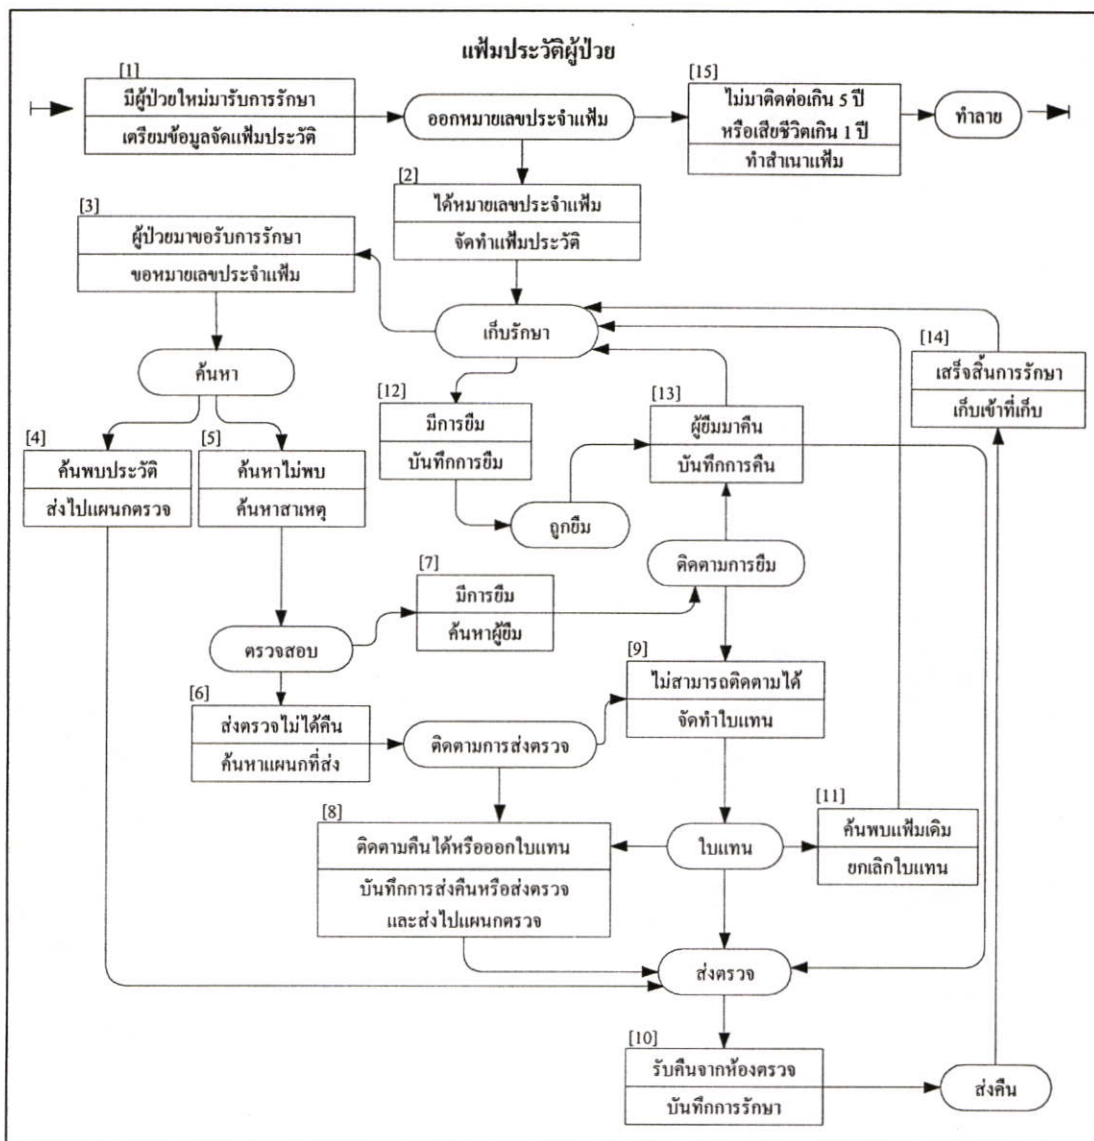 แฟ้มประวัติผู้ป่วย
[1]
มีผู้ป่วยใหม่มารับการรักษา
เตรียมข้อมูลจัดแฟ้มประวัติ
ออกหมายเลขประจำแฟ้ม
[15]
ไม่มาติดต่อเกิน 5 ปี
หรือเสียชีวิตเกิน 1 ปี
ทำสำเนาแฟ้ม
ทำลาย
[2]
ได้หมายเลขประจำแฟ้ม
จัดทำแฟ้มประวัติ
[3]
ผู้ป่วยมาขอรับการรักษา
ขอหมายเลขประจำแฟ้ม
เก็บรักษา
[14]
เสร็จสิ้นการรักษา
เก็บเข้าที่เก็บ
ค้นหา
[12]
มีการยืม
บันทึกการยืม
[13]
ผู้ยืมมาคืน
บันทึกการคืน
[4]
ค้นพบประวัติ
ส่งไปแผนกตรวจ
[5]
ค้นหาไม่พบ
ค้นหาสาเหตุ
ถูกยืม
ติดตามการยืม
[7]
มีการยืม
ค้นหาผู้ยืม
ตรวจสอบ
[9]
ไม่สามารถติดตามได้
จัดทำใบแทน
[6]
ส่งตรวจไม่ได้คืน
ค้นหาแผนกที่ส่ง
ติดตามการส่งตรวจ
[8]
ติดตามคืนได้หรือออกใบแทน
บันทึกการส่งคืนหรือส่งตรวจ
และส่งไปแผนกตรวจ
ใบแทน
[11]
ค้นพบแฟ้มเดิม
ยกเลิกใบแทน
ส่งตรวจ
[10]
รับคืนจากห้องตรวจ
บันทึกการรักษา
ส่งคืน